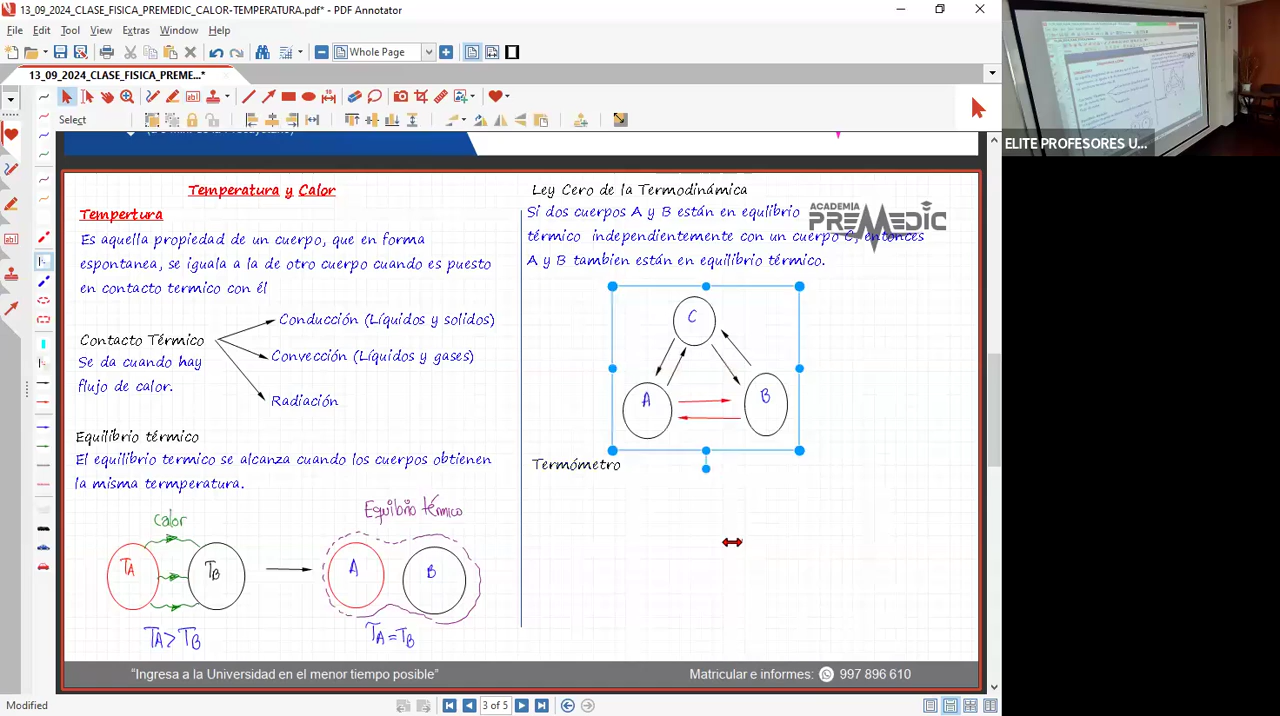 13_09_2024_CLASE_FISICA_PREMEDIC_CALOR-TEMPERATURA.pdf* - PDF Annotator
File Edit Tool View Extras Window Help
Whole Page
13_09_2024_CLASE_FISICA_PREME...*
Select
Temperatura y Calor
Tempertura
Es aquella propiedad de un cuerpo, que en forma
espontanea, se iguala a la de otro cuerpo cuando es puesto
en contacto termico con él
Contacto Térmico
Se da cuando hay
flujo de calor.
Conducción (Líquidos y solidos)
Convección (Líquidos y gases)
Radiación
Equilibrio térmico
El equilibrio termico se alcanza cuando los cuerpos obtienen
la misma termperatura.
Calor
TA
TB
TA > TB
Equilbrio térmico
A
B
TA = TB
Ley Cero de la Termodinámica
Si dos cuerpos A y B están en equlibrio
térmico independientemente con un cuerpo C, entonces
A y B tambien están en equilibrio térmico.
ACADEMIA
PREMEDIC
C
A
B
Termómetro
"Ingresa a la Universidad en el menor tiempo posible"
Matricular e informes: 997 896 610
Modified
3 of 5
ELITE PROFESORES U...